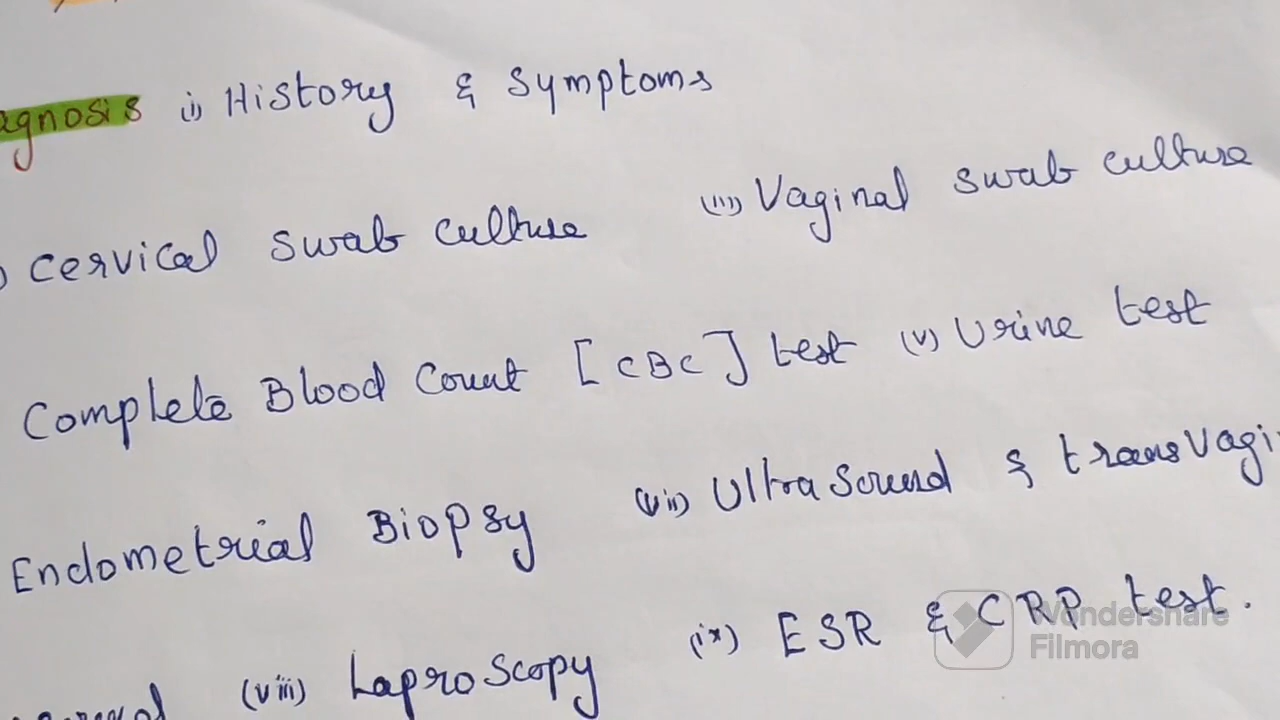 agnosis (i) History & Symptoms
) Cervical Swab culture (iii) Vaginal swab culture
Complete Blood Count [CBC] test (v) Urine test
Endometrial Biopsy (vii) Ultrasound & transvagi
(viii) Laproscopy (ix) ESR & CRP test.
Wondershare
Filmora